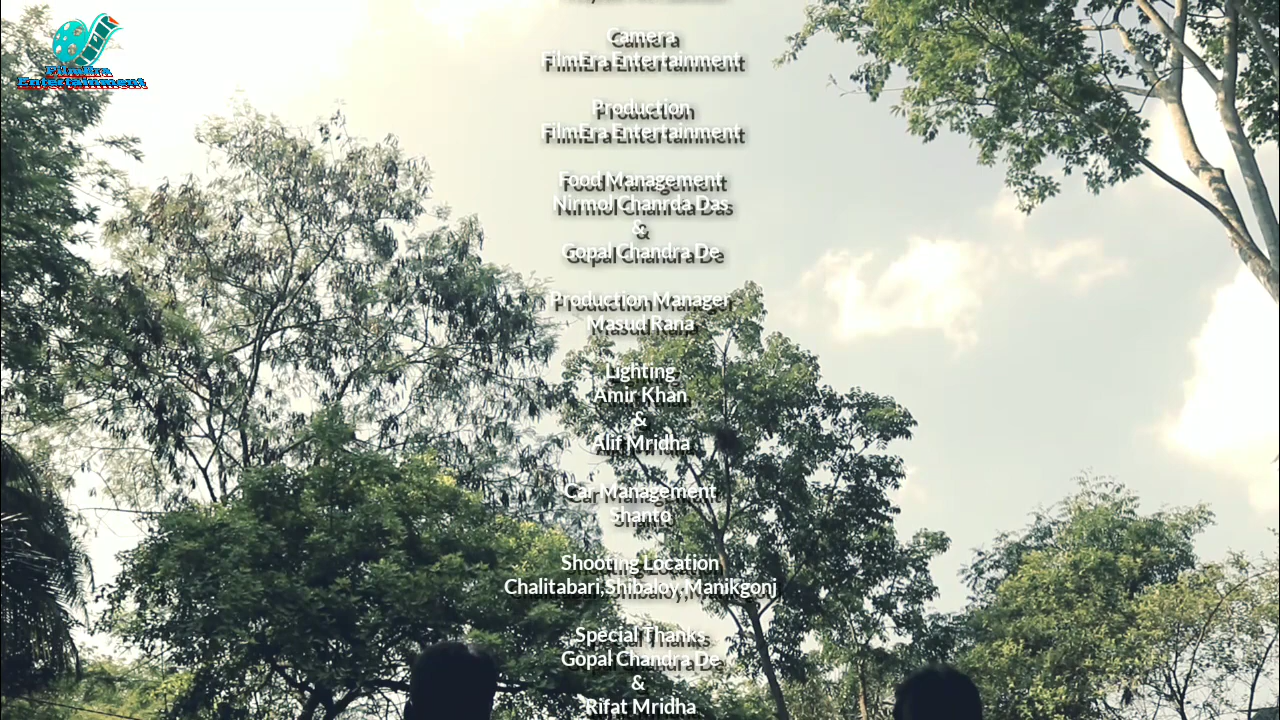 FilmEra
Entertainment
Camera
FilmEra Entertainment
Production
FilmEra Entertainment
Food Management
Nirmol Chanrda Das
&
Gopal Chandra De
Production Manager
Masud Rana
Lighting
Amir Khan
&
Alif Mridha
Car Management
Shanto
Shooting Location
Chalitabari,Shibaloy,Manikgonj
Special Thanks
Gopal Chandra De
&
Rifat Mridha